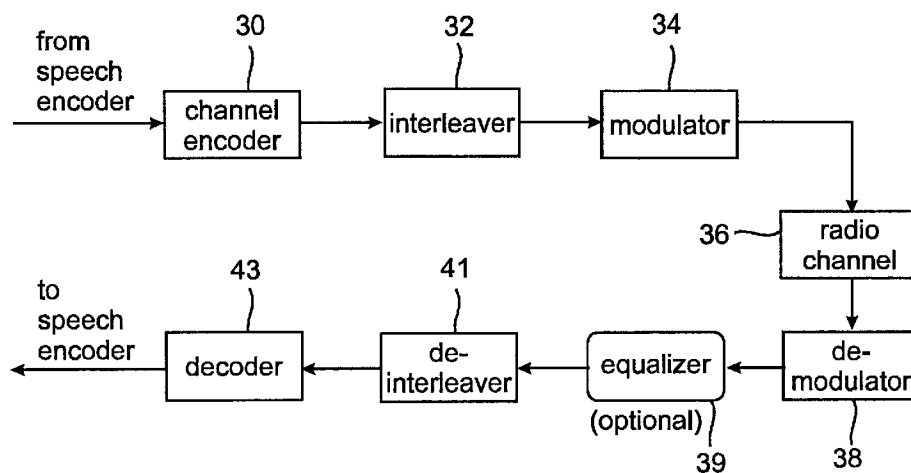 30
32
34
from
speech
encoder
channel
encoder
interleaver
modulator
36
radio
channel
43
41
to
speech
encoder
decoder
de-
interleaver
equalizer
(optional)
39
de-
modulator
38